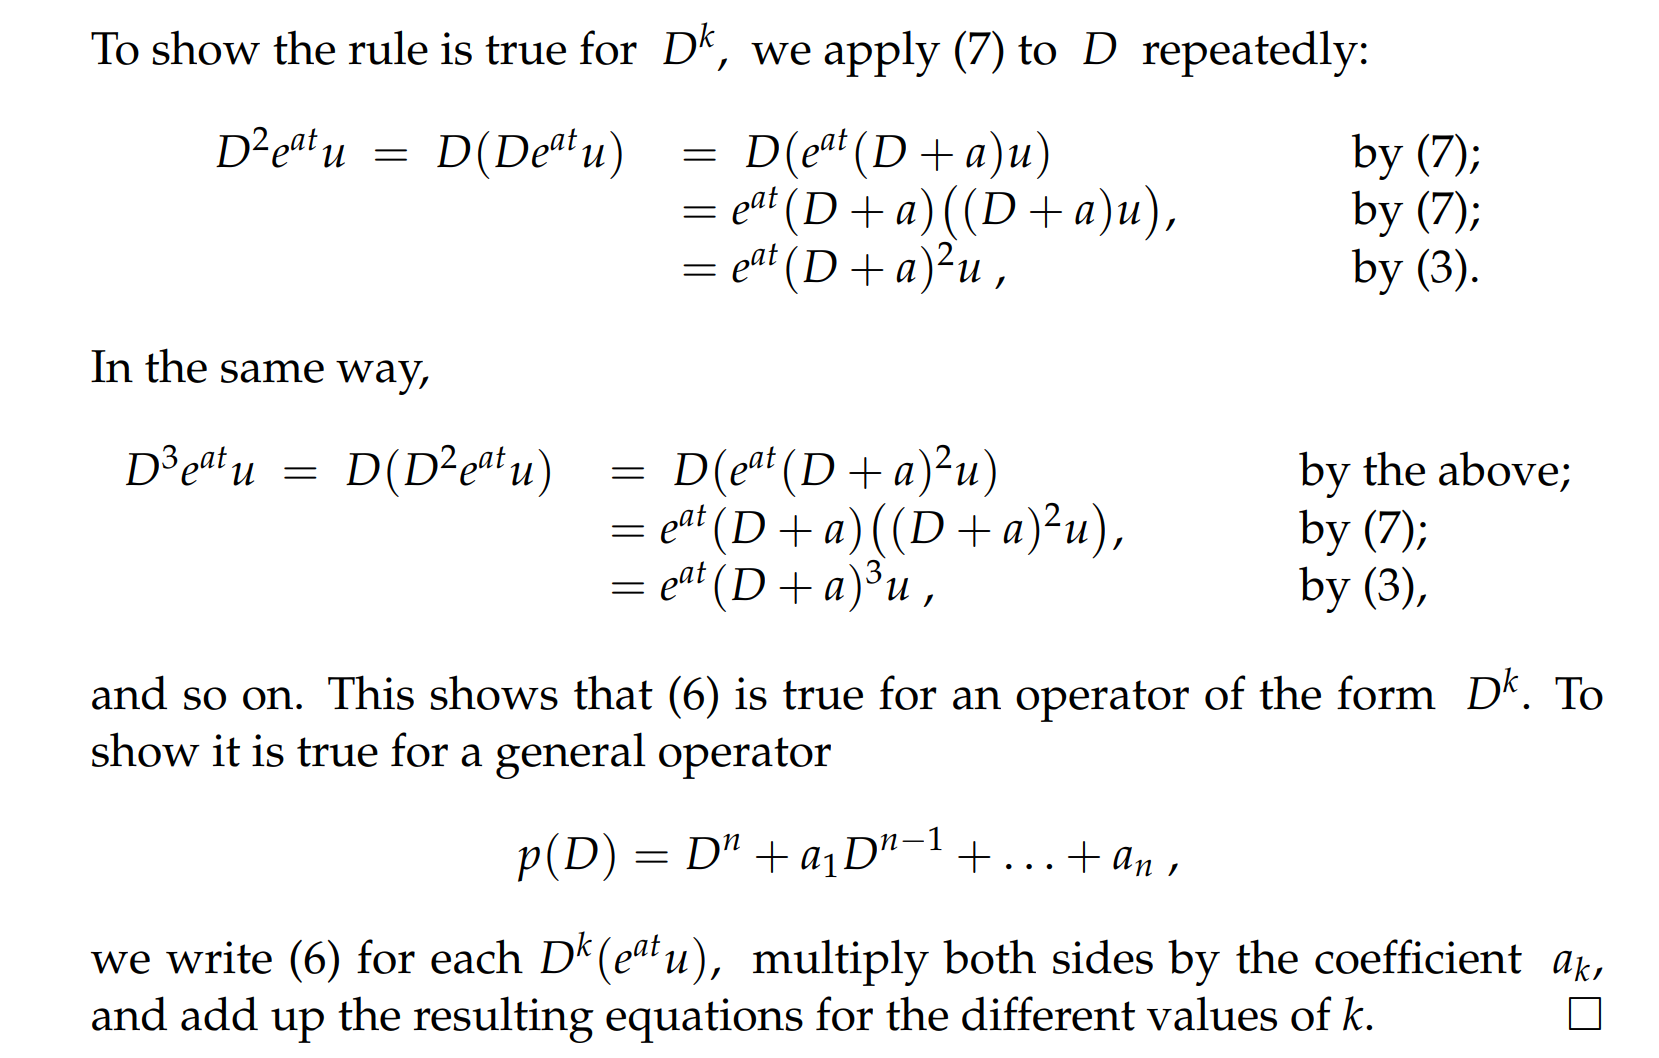 To show the rule is true for D^k, we apply (7) to D repeatedly:
D^2e^{at}u = D(De^{at}u) = D(e^{at}(D + a)u) by (7);
= e^{at}(D + a)((D + a)u), by (7);
= e^{at}(D + a)^2u , by (3).
In the same way,
D^3e^{at}u = D(D^2e^{at}u) = D(e^{at}(D + a)^2u) by the above;
= e^{at}(D + a)((D + a)^2u), by (7);
= e^{at}(D + a)^3u , by (3),
and so on. This shows that (6) is true for an operator of the form D^k. To
show it is true for a general operator
p(D) = D^n + a_1D^{n−1} + . . . + a_n ,
we write (6) for each D^k(e^{at}u), multiply both sides by the coefficient a_k,
and add up the resulting equations for the different values of k. □